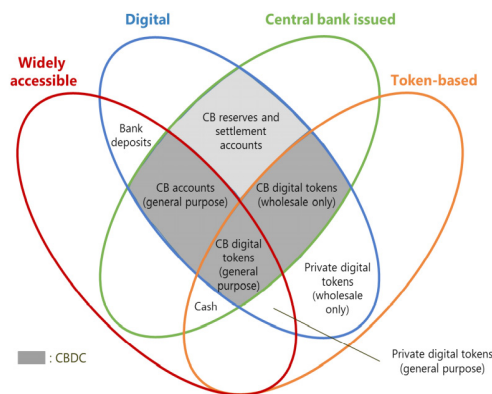 Digital
Central bank issued
Widely
accessible
Token-based
Bank
deposits
CB reserves and
settlement
accounts
CB accounts
(general purpose)
CB digital tokens
(wholesale only)
CB digital
tokens
(general
purpose)
Private digital
tokens
(wholesale
only)
Cash
: CBDC
Private digital tokens
(general purpose)